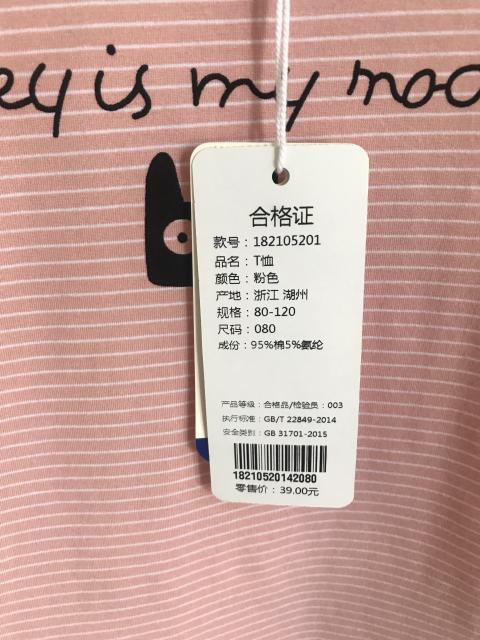 ey is my moo
合格证
款号：182105201
品名：T恤
颜色：粉色
产地：浙江 湖州
规格：80-120
尺码：080
成份：95%棉5%氨纶
产品等级：合格品/检验员：003
执行标准：GB/T 22849-2014
安全类别：GB 31701-2015
18210520142080
零售价：39.00元